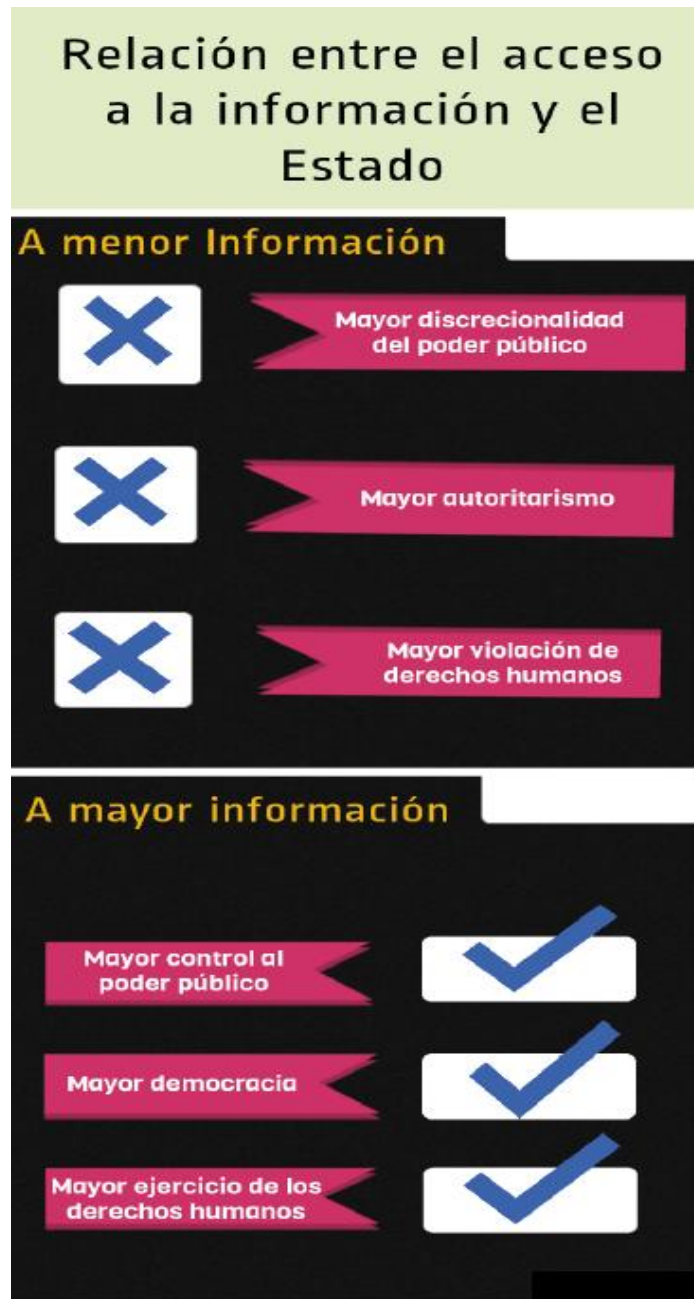 Relación entre el acceso
a la información y el
Estado
A menor Información
Mayor discrecionalidad
del poder público
Mayor autoritarismo
Mayor violación de
derechos humanos
A mayor información
Mayor control al
poder público
Mayor democracia
Mayor ejercicio de los
derechos humanos